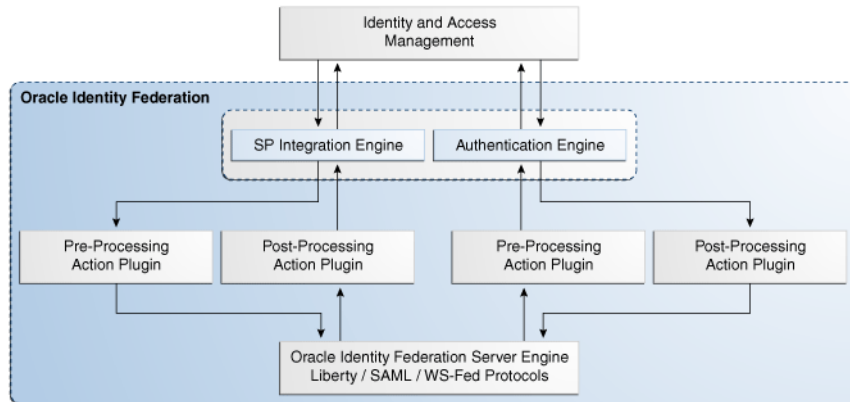 Identity and Access
Management
Oracle Identity Federation
SP Integration Engine
Authentication Engine
Pre-Processing
Action Plugin
Post-Processing
Action Plugin
Pre-Processing
Action Plugin
Post-Processing
Action Plugin
Oracle Identity Federation Server Engine
Liberty / SAML / WS-Fed Protocols